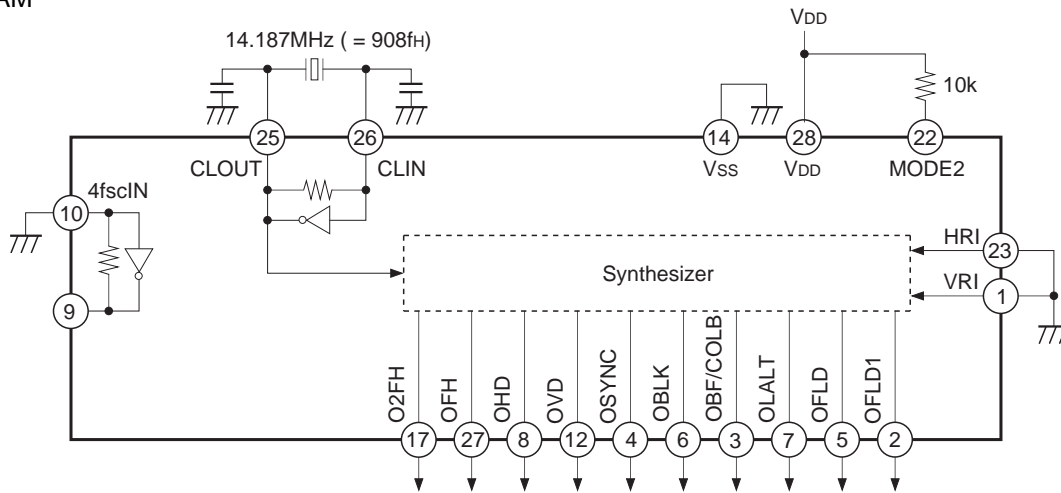 AM
14.187MHz ( = 908fH)
VDD
10k
25
26
14
28
22
CLOUT
CLIN
VSS
VDD
MODE2
4fscIN
10
HRI
23
Synthesizer
VRI
1
9
O2FH
OFH
OHD
OVD
OSYNC
OBLK
OBF/COLB
OLALT
OFLD
OFLD1
17
27
8
12
4
6
3
7
5
2